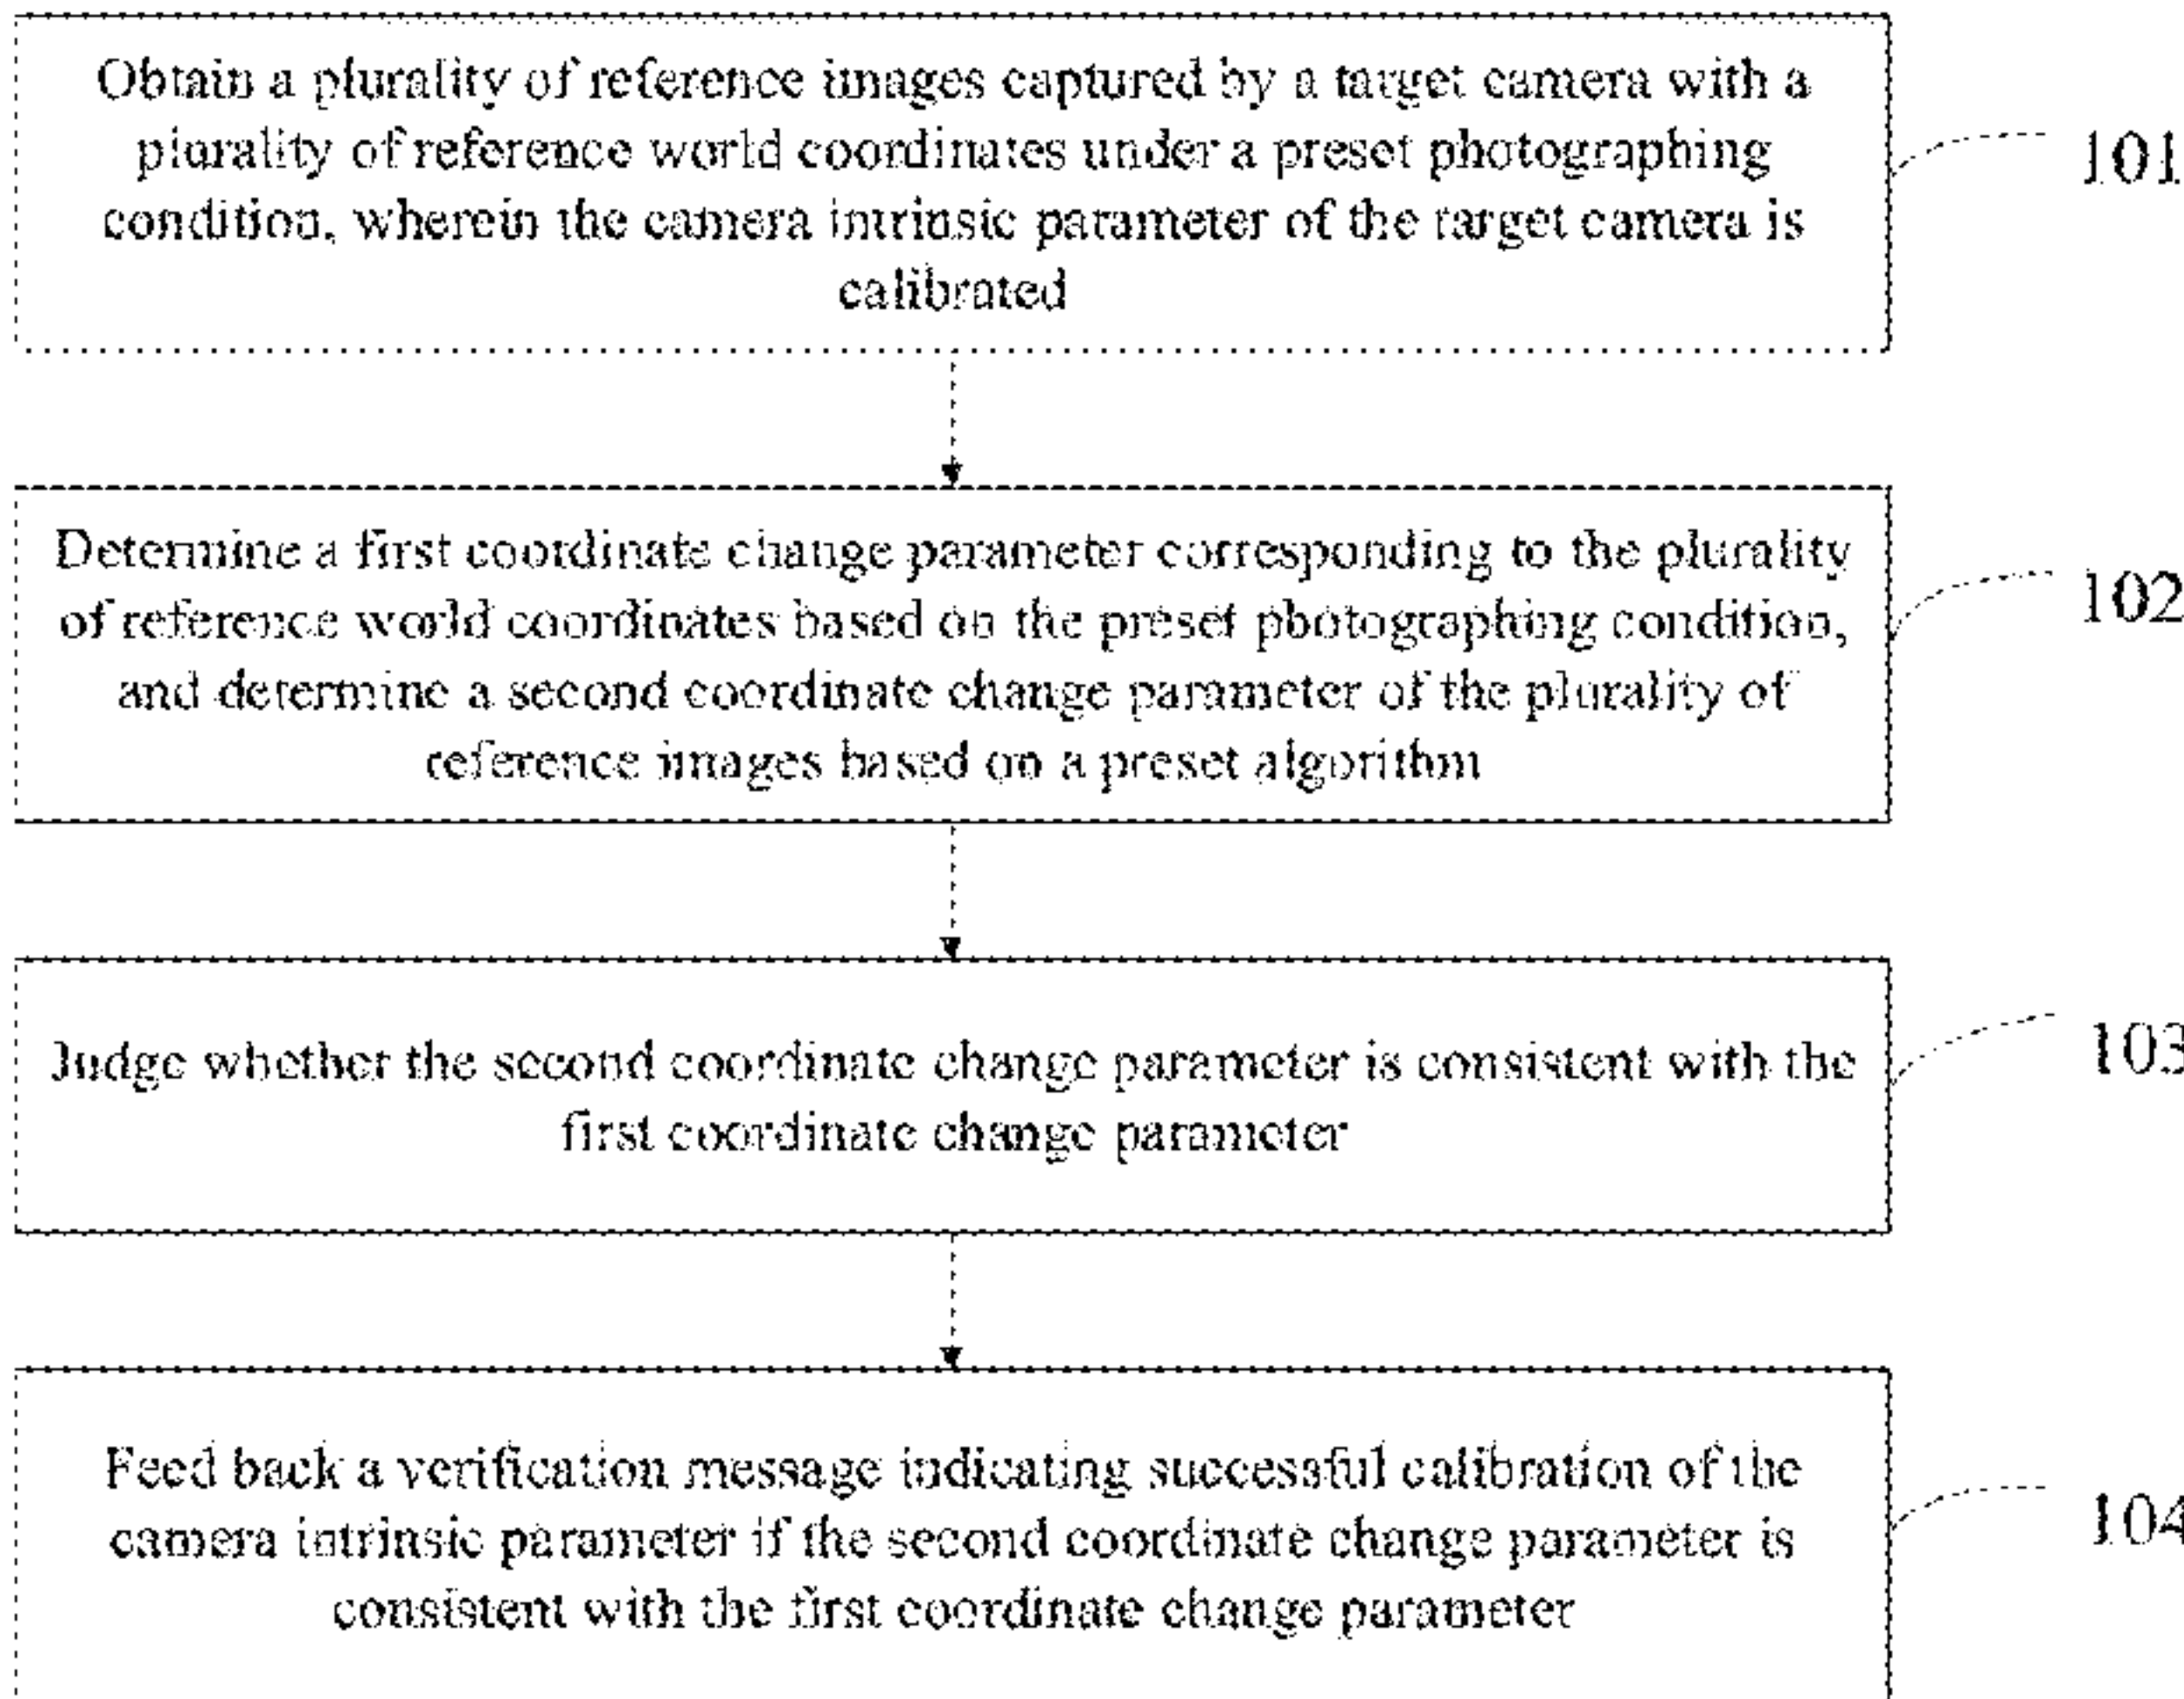 Obtain a plurality of reference images captured by a target camera with a
plurality of reference world coordinates under a preset photographing
condition, wherein the camera intrinsic parameter of the target camera is
calibrated
101
Determine a first coordinate change parameter corresponding to the plurality
of reference world coordinates based on the preset photographing condition,
and determine a second coordinate change parameter of the plurality of
reference images based on a preset algorithm
102
Judge whether the second coordinate change parameter is consistent with the
first coordinate change parameter
103
Feed back a verification message indicating successful calibration of the
camera intrinsic parameter if the second coordinate change parameter is
consistent with the first coordinate change parameter
104